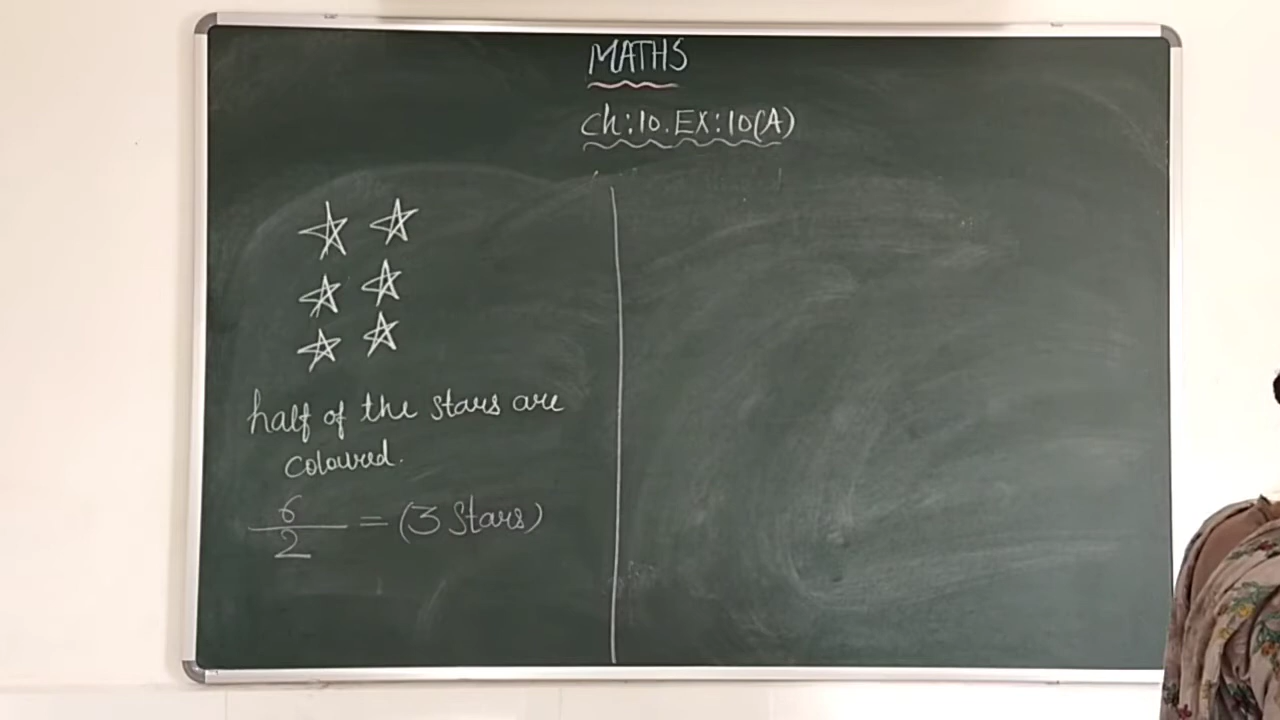 MATHS
Ch:10.EX:10(A)
half of the stars are
coloured.
6
2
= (3 Stars)